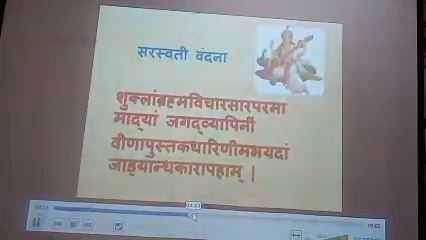 सरस्वती वंदना
शुक्लांब्रह्मविचारसारपरमा
माद्यां जगद्व्यापिनीं
वीणापुस्तकधारिणीमभयदां
जाड्यान्धकारापहाम् |